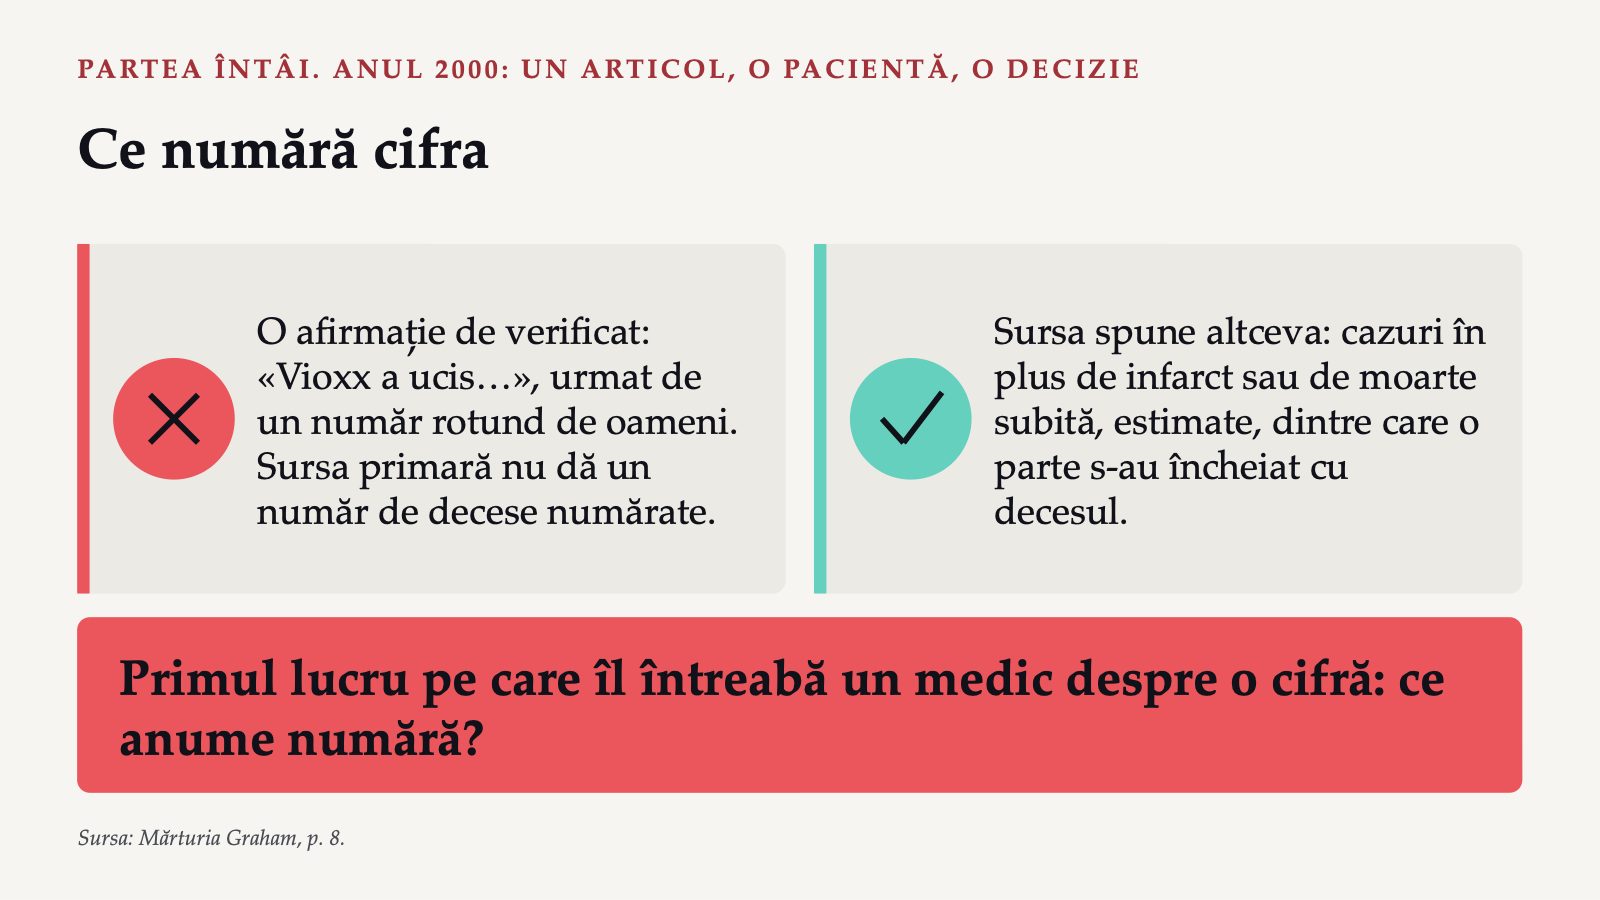 PARTEA ÎNTÂI. ANUL 2000: UN ARTICOL, O PACIENTĂ, O DECIZIE
Ce numără cifra
O afirmație de verificat:
«Vioxx a ucis…», urmat de
un număr rotund de oameni.
Sursa primară nu dă un
număr de decese numărate.
Sursa spune altceva: cazuri în
plus de infarct sau de moarte
subită, estimate, dintre care o
parte s-au încheiat cu
decesul.
Primul lucru pe care îl întreabă un medic despre o cifră: ce
anume numără?
Sursa: Mărturia Graham, p. 8.